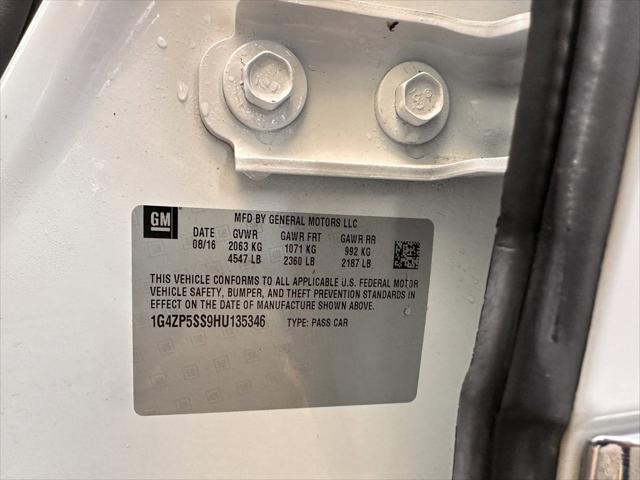 GM
MFD BY GENERAL MOTORS LLC
DATE GVWR GAWR FRT GAWR RR
08/16 2063 KG 1071 KG 992 KG
4547 LB 2360 LB 2187 LB
THIS VEHICLE CONFORMS TO ALL APPLICABLE U.S. FEDERAL MOTOR
VEHICLE SAFETY, BUMPER, AND THEFT PREVENTION STANDARDS IN
EFFECT ON THE DATE OF MANUFACTURE SHOWN ABOVE.
1G4ZP5SS9HU135346 TYPE: PASS CAR